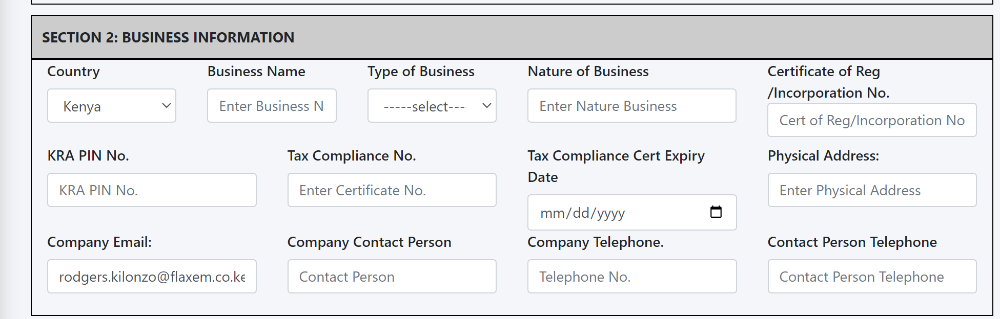 SECTION 2: BUSINESS INFORMATION
Country
Business Name
Type of Business
Nature of Business
Certificate of Reg
/Incorporation No.
Kenya
Enter Business N
-----select---
Enter Nature Business
Cert of Reg/Incorporation No
KRA PIN No.
Tax Compliance No.
Tax Compliance Cert Expiry
Date
Physical Address:
KRA PIN No.
Enter Certificate No.
mm/dd/yyyy
Enter Physical Address
Company Email:
Company Contact Person
Company Telephone.
Contact Person Telephone
rodgers.kilonzo@flaxem.co.ke
Contact Person
Telephone No.
Contact Person Telephone